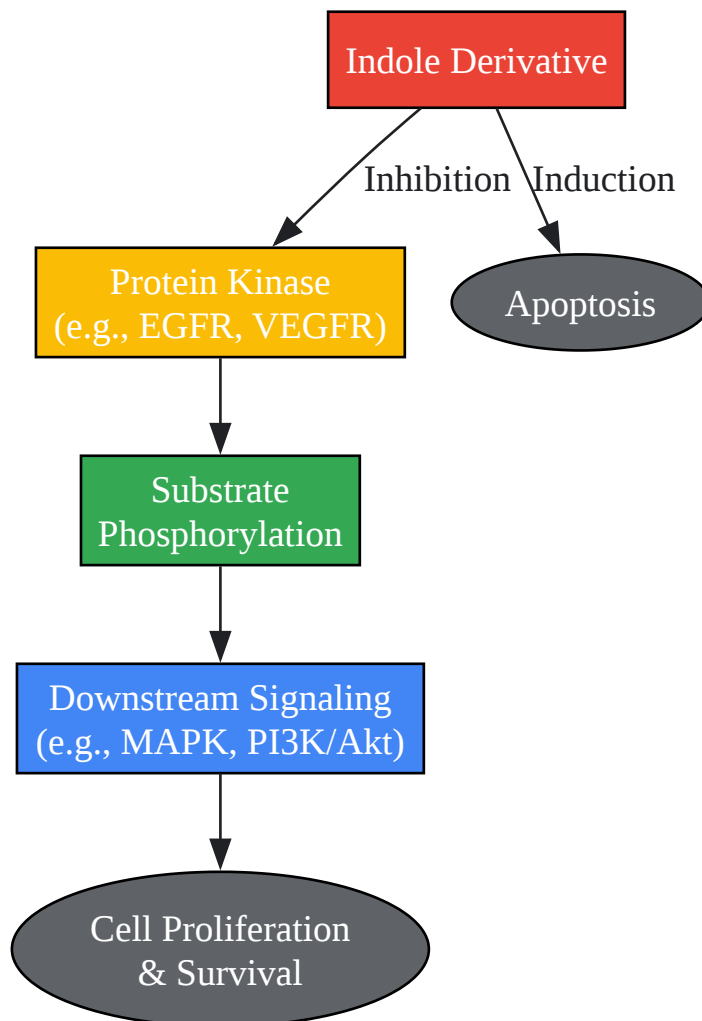 Indole Derivative
Inhibition
Induction
Protein Kinase
(e.g., EGFR, VEGFR)
Apoptosis
Substrate
Phosphorylation
Downstream Signaling
(e.g., MAPK, PI3K/Akt)
Cell Proliferation
& Survival